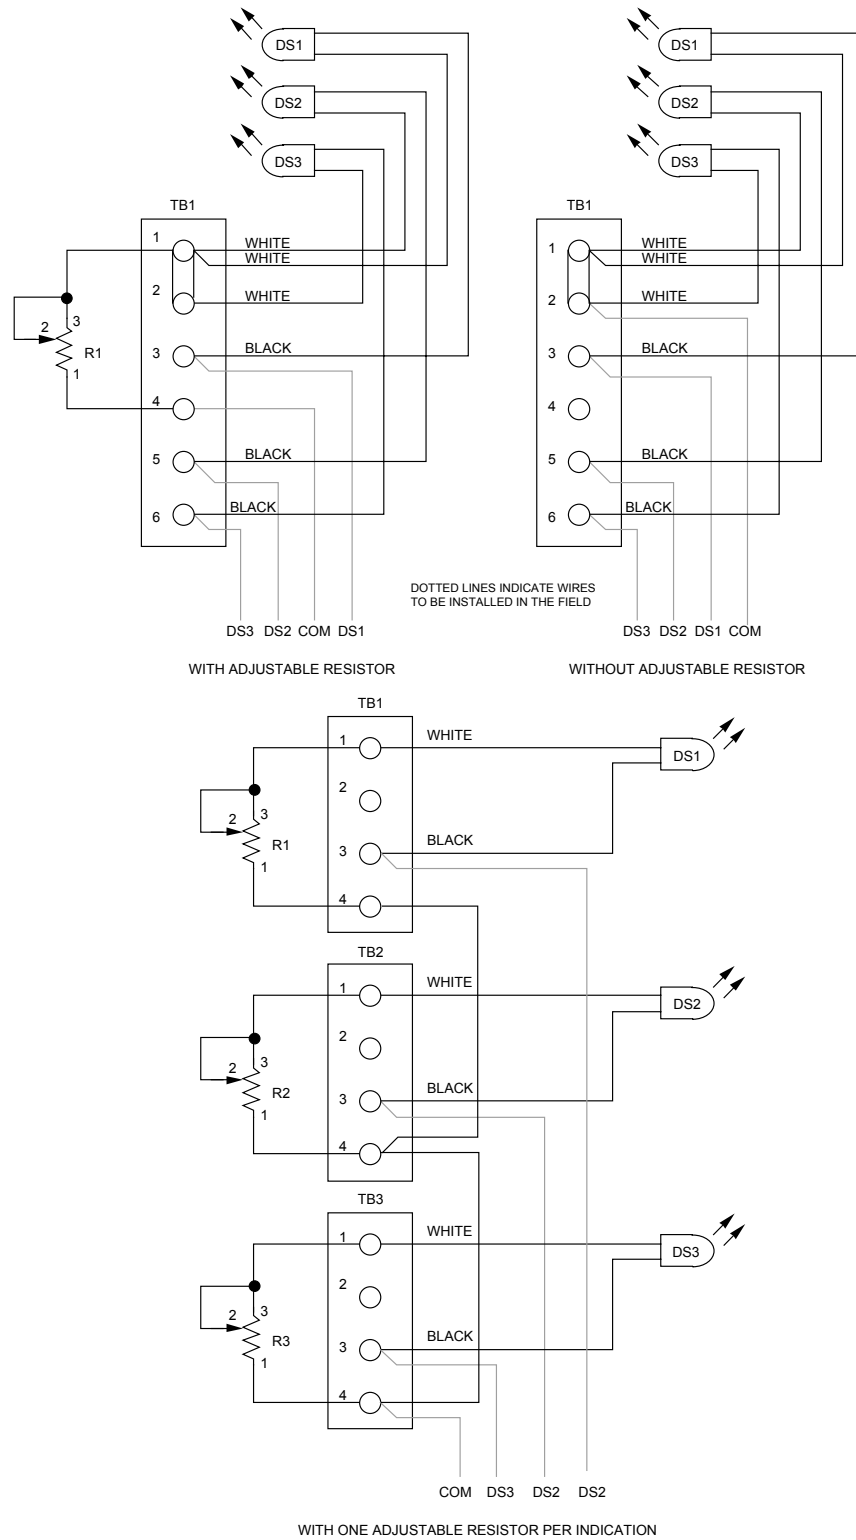 DS1
DS2
DS3
TB1
1
WHITE
WHITE
2
WHITE
3
2
R1
1
3
BLACK
4
5
BLACK
6
BLACK
DS3 DS2 COM DS1
WITH ADJUSTABLE RESISTOR
DS1
DS2
DS3
TB1
1
WHITE
WHITE
2
WHITE
3
BLACK
4
5
BLACK
6
BLACK
DOTTED LINES INDICATE WIRES
TO BE INSTALLED IN THE FIELD
DS3 DS2 DS1 COM
WITHOUT ADJUSTABLE RESISTOR
TB1
1
WHITE
DS1
2
3
2
R1
1
3
BLACK
4
TB2
1
WHITE
DS2
2
3
2
R2
1
3
BLACK
4
TB3
1
WHITE
DS3
2
3
2
R3
1
3
BLACK
4
COM DS3 DS2 DS2
WITH ONE ADJUSTABLE RESISTOR PER INDICATION